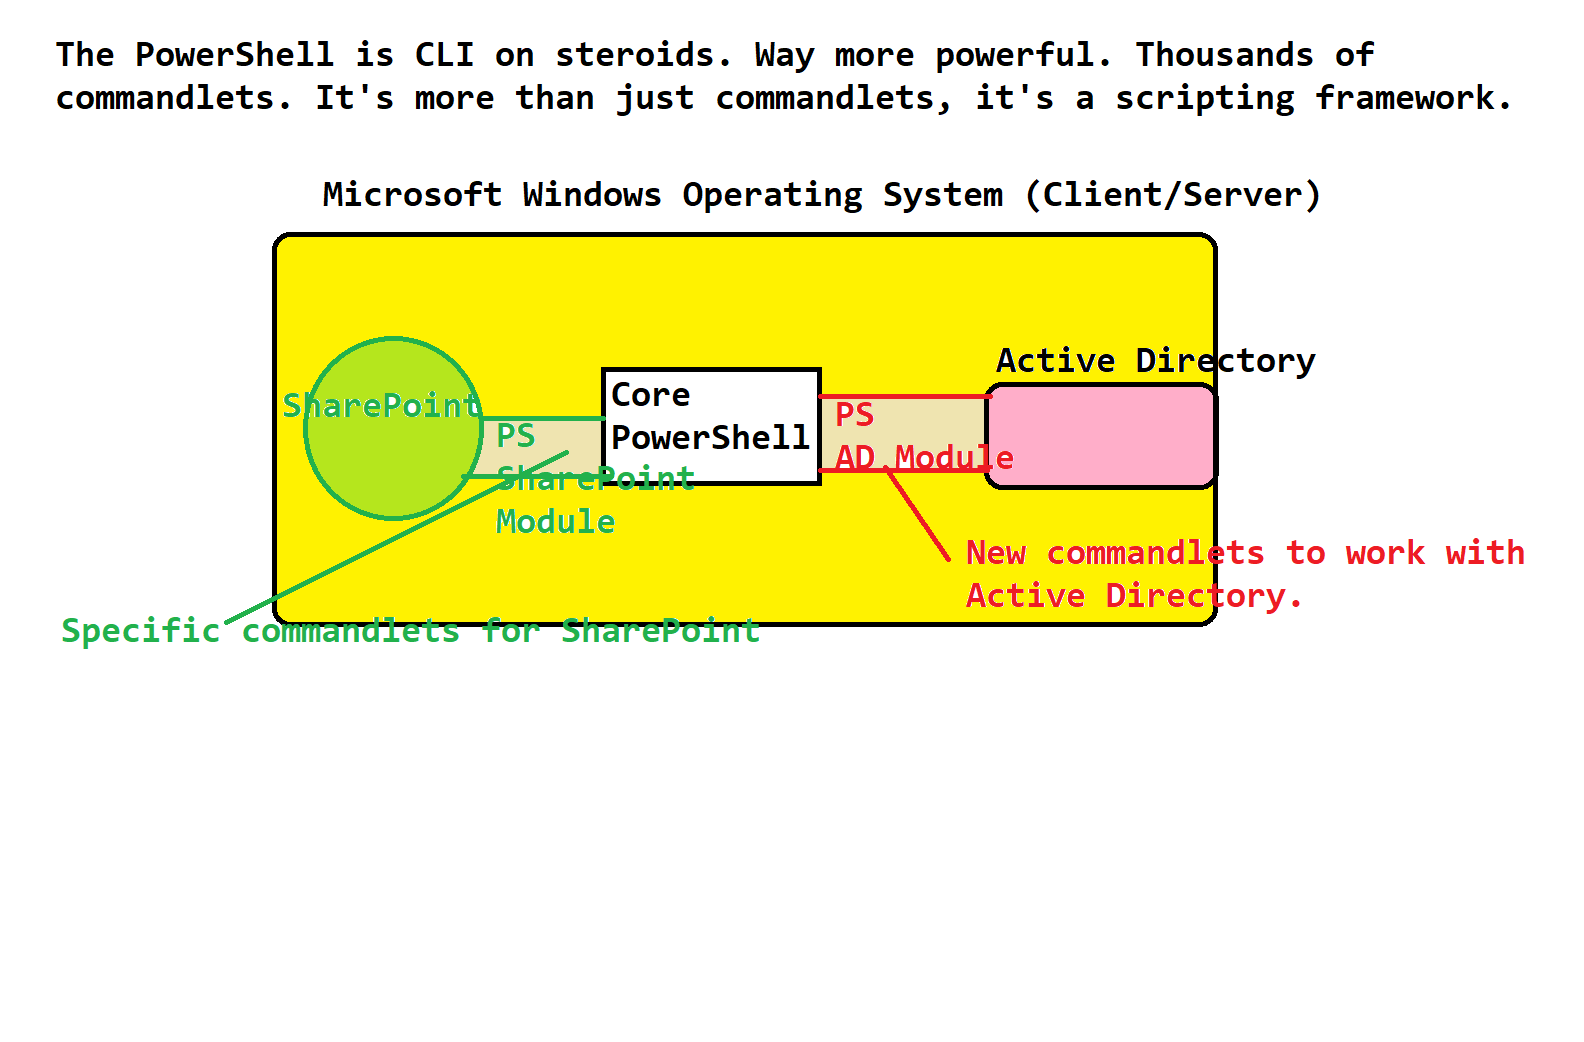 The PowerShell is CLI on steroids. Way more powerful. Thousands of
commandlets. It's more than just commandlets, it's a scripting framework.
Microsoft Windows Operating System (Client/Server)
Active Directory
SharePoint
Core
PowerShell
PS
SharePoint
Module
PS
AD Module
New commandlets to work with
Active Directory.
Specific commandlets for SharePoint